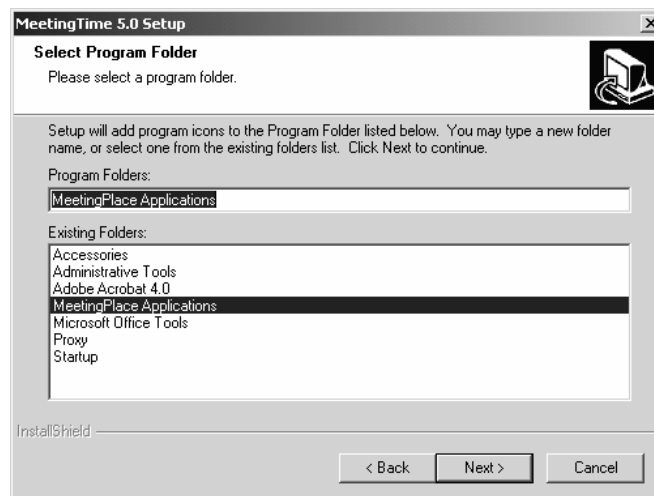 MeetingTime 5.0 Setup
Select Program Folder
Please select a program folder.
Setup will add program icons to the Program Folder listed below. You may type a new folder
name, or select one from the existing folders list. Click Next to continue.
Program Folders:
MeetingPlace Applications
Existing Folders:
Accessories
Administrative Tools
Adobe Acrobat 4.0
MeetingPlace Applications
Microsoft Office Tools
Proxy
Startup
InstallShield
< Back Next > Cancel